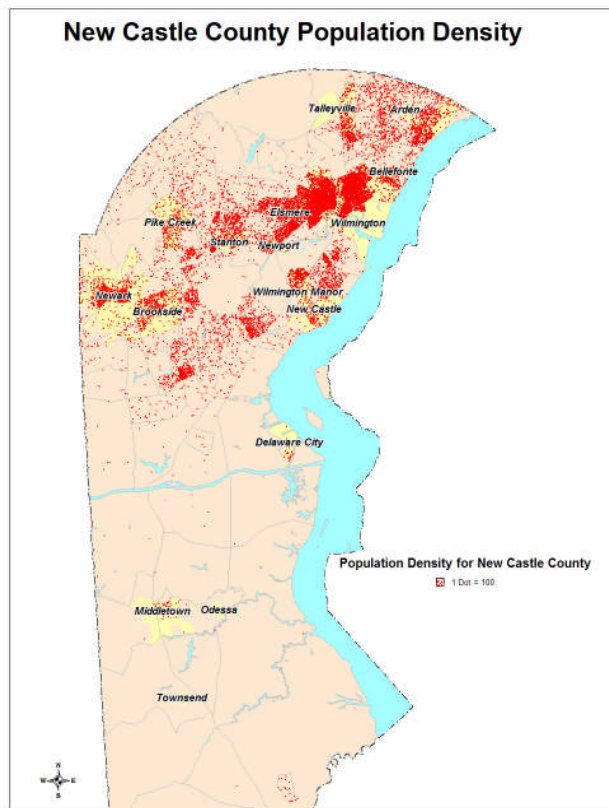 New Castle County Population Density
Talleyville
Arden
Bellefonte
Elsmere
Pike Creek
Wilmington
Stanton
Newport
Newark
Wilmington Manor
Brookside
New Castle
Delaware City
Population Density for New Castle County
1 Dot = 100
Middletown
Odessa
Townsend
N
W
E
S